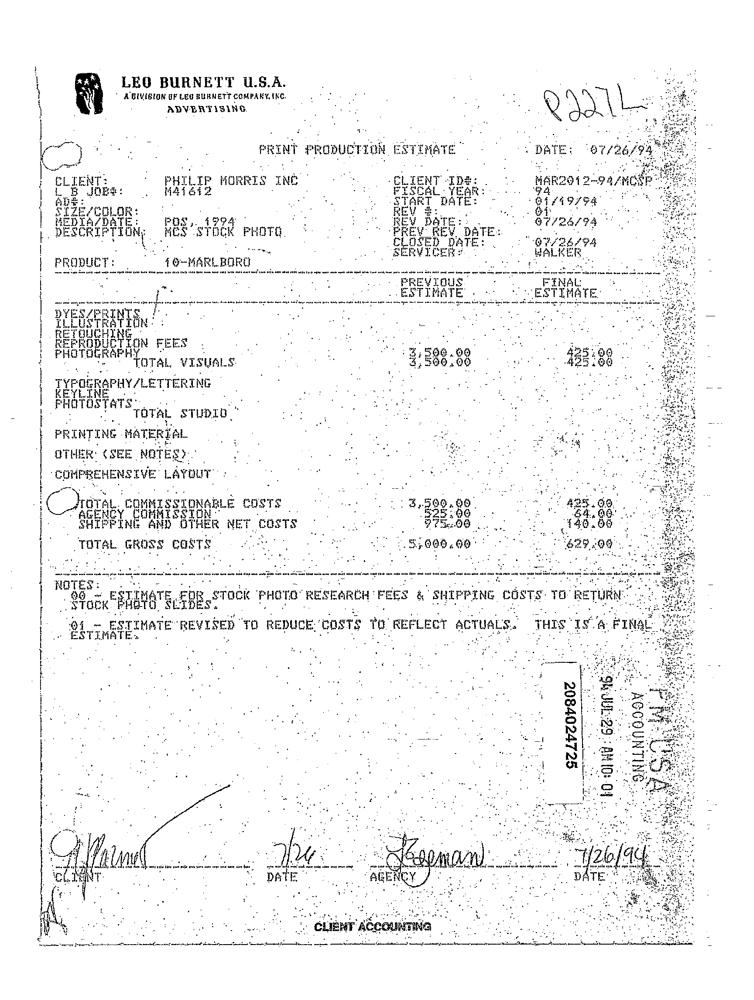 LEO BURNETT U.S.A.
A DIVISION OF LEO BURNETT COMPANY, INC.
ADVERTISING
P227L
PRINT PRODUCTION ESTIMATE DATE: 07/26/94
CLIENT: PHILIP MORRIS INC CLIENT ID#: MAR2012-94/MCSP
L B JOB#: M41612 FISCAL YEAR: 94
AD#: START DATE: 01/19/94
SIZE/COLOR: REV #: 01
MEDIA/DATE: POS, 1994 REV DATE: 07/26/94
DESCRIPTION: MCS STOCK PHOTO PREV REV DATE:
CLOSED DATE: 07/26/94
SERVICER: WALKER
PRODUCT: 10-MARLBORO
PREVIOUS FINAL
ESTIMATE ESTIMATE
DYES/PRINTS
ILLUSTRATION
RETOUCHING
REPRODUCTION FEES
PHOTOGRAPHY 3,500.00 425.00
TOTAL VISUALS 3,500.00 425.00
TYPOGRAPHY/LETTERING
KEYLINE
PHOTOSTATS
TOTAL STUDIO
PRINTING MATERIAL
OTHER (SEE NOTES)
COMPREHENSIVE LAYOUT
TOTAL COMMISSIONABLE COSTS 3,500.00 425.00
AGENCY COMMISSION 525.00 64.00
SHIPPING AND OTHER NET COSTS 975.00 140.00
TOTAL GROSS COSTS 5,000.00 629.00
NOTES:
00 - ESTIMATE FOR STOCK PHOTO RESEARCH FEES & SHIPPING COSTS TO RETURN
STOCK PHOTO SLIDES.
01 - ESTIMATE REVISED TO REDUCE COSTS TO REFLECT ACTUALS. THIS IS A FINAL
ESTIMATE.
PM USA
ACCOUNTING
94 JUL 29 AM 10: 01
2084024725
7/26 7/26/94
CLIENT DATE AGENCY DATE
CLIENT ACCOUNTING